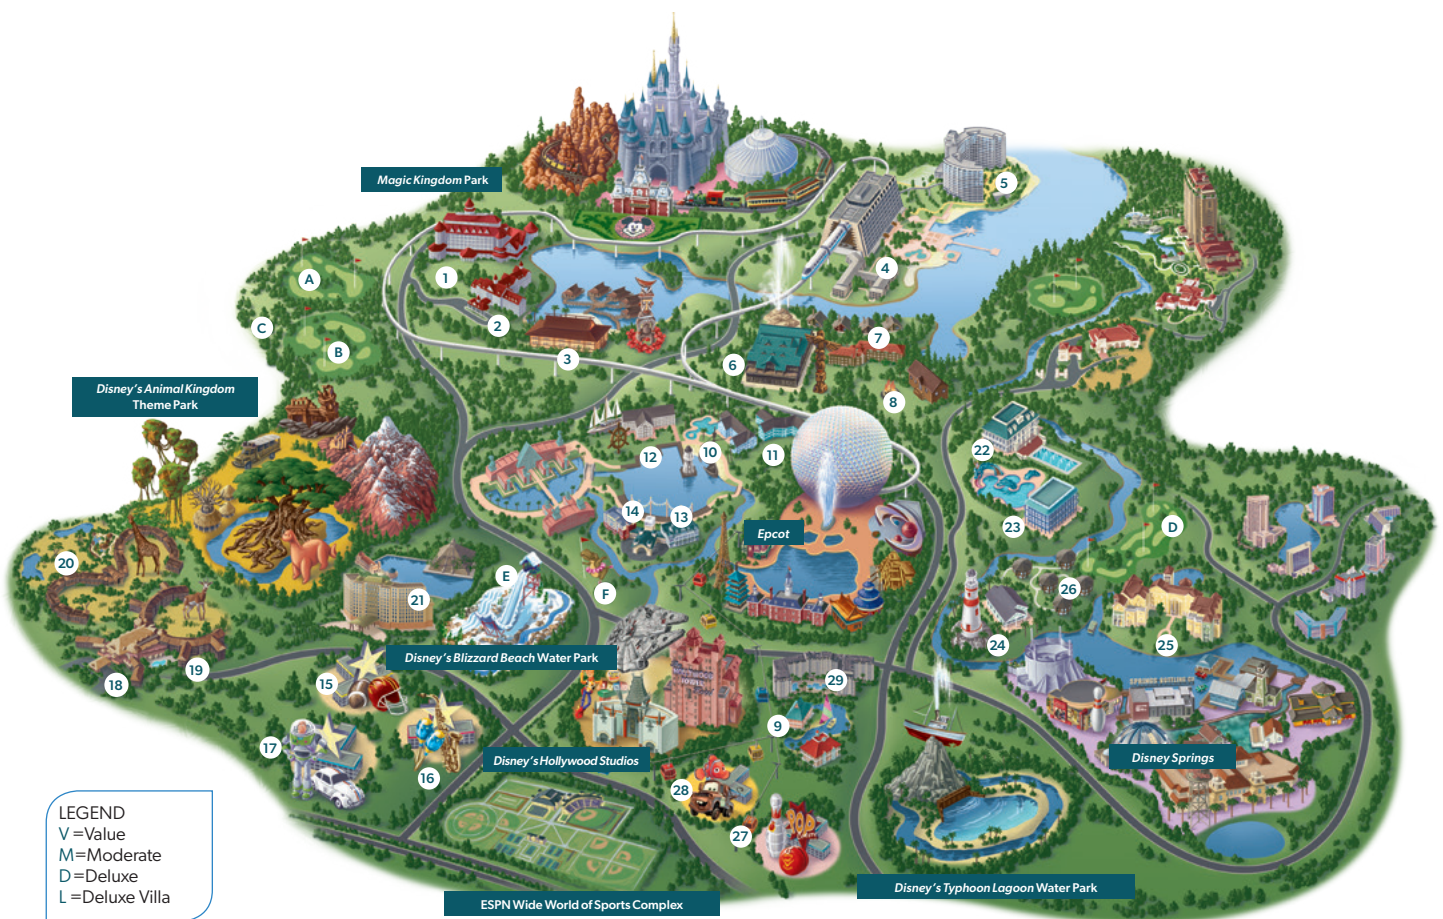 Magic Kingdom Park
5
1
A
4
C
2
B
3
6
7
8
Disney's Animal Kingdom
Theme Park
12
10
11
22
14
13
Epcot
23
D
20
E
21
F
26
24
25
18
19
15
Disney's Blizzard Beach Water Park
29
9
17
16
Disney's Hollywood Studios
Disney Springs
28
27
POP
LEGEND
V =Value
M=Moderate
D=Deluxe
L =Deluxe Villa
Disney's Typhoon Lagoon Water Park
ESPN Wide World of Sports Complex